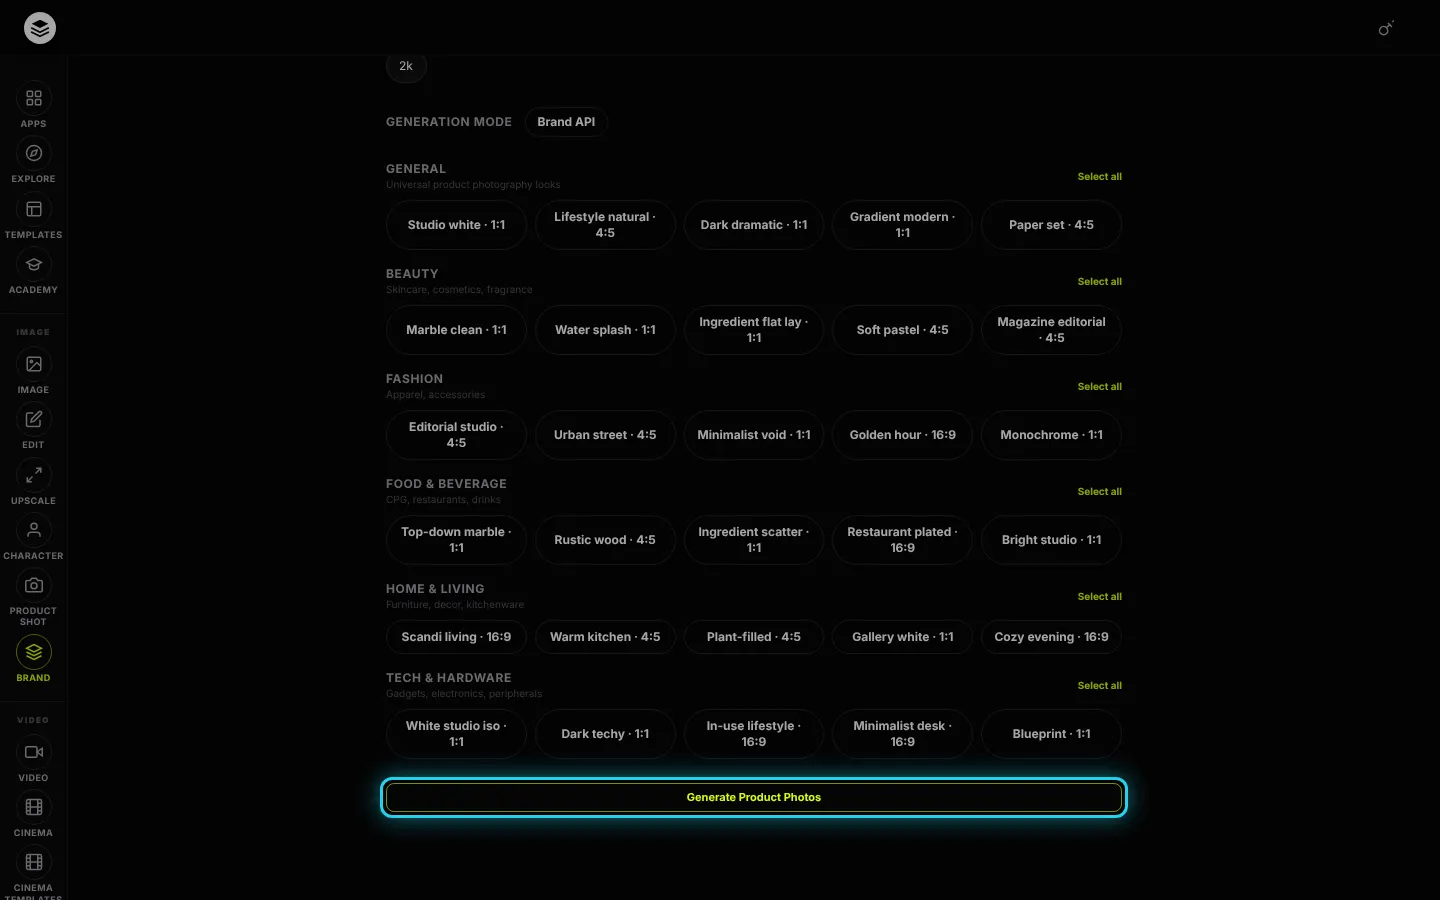 2k
GENERATION MODE
Brand API
GENERAL
Universal product photography looks
Select all
Studio white · 1:1
Lifestyle natural ·
4:5
Dark dramatic · 1:1
Gradient modern ·
1:1
Paper set · 4:5
BEAUTY
Skincare, cosmetics, fragrance
Select all
Marble clean · 1:1
Water splash · 1:1
Ingredient flat lay ·
1:1
Soft pastel · 4:5
Magazine editorial
· 4:5
FASHION
Apparel, accessories
Select all
Editorial studio ·
4:5
Urban street · 4:5
Minimalist void · 1:1
Golden hour · 16:9
Monochrome · 1:1
FOOD & BEVERAGE
CPG, restaurants, drinks
Select all
Top-down marble ·
1:1
Rustic wood · 4:5
Ingredient scatter ·
1:1
Restaurant plated ·
16:9
Bright studio · 1:1
HOME & LIVING
Furniture, decor, kitchenware
Select all
Scandi living · 16:9
Warm kitchen · 4:5
Plant-filled · 4:5
Gallery white · 1:1
Cozy evening · 16:9
TECH & HARDWARE
Gadgets, electronics, peripherals
Select all
White studio iso ·
1:1
Dark techy · 1:1
In-use lifestyle ·
16:9
Minimalist desk ·
16:9
Blueprint · 1:1
Generate Product Photos
APPS
EXPLORE
TEMPLATES
ACADEMY
IMAGE
IMAGE
EDIT
UPSCALE
CHARACTER
PRODUCT
SHOT
BRAND
VIDEO
VIDEO
CINEMA
CINEMA
TEMPLATES